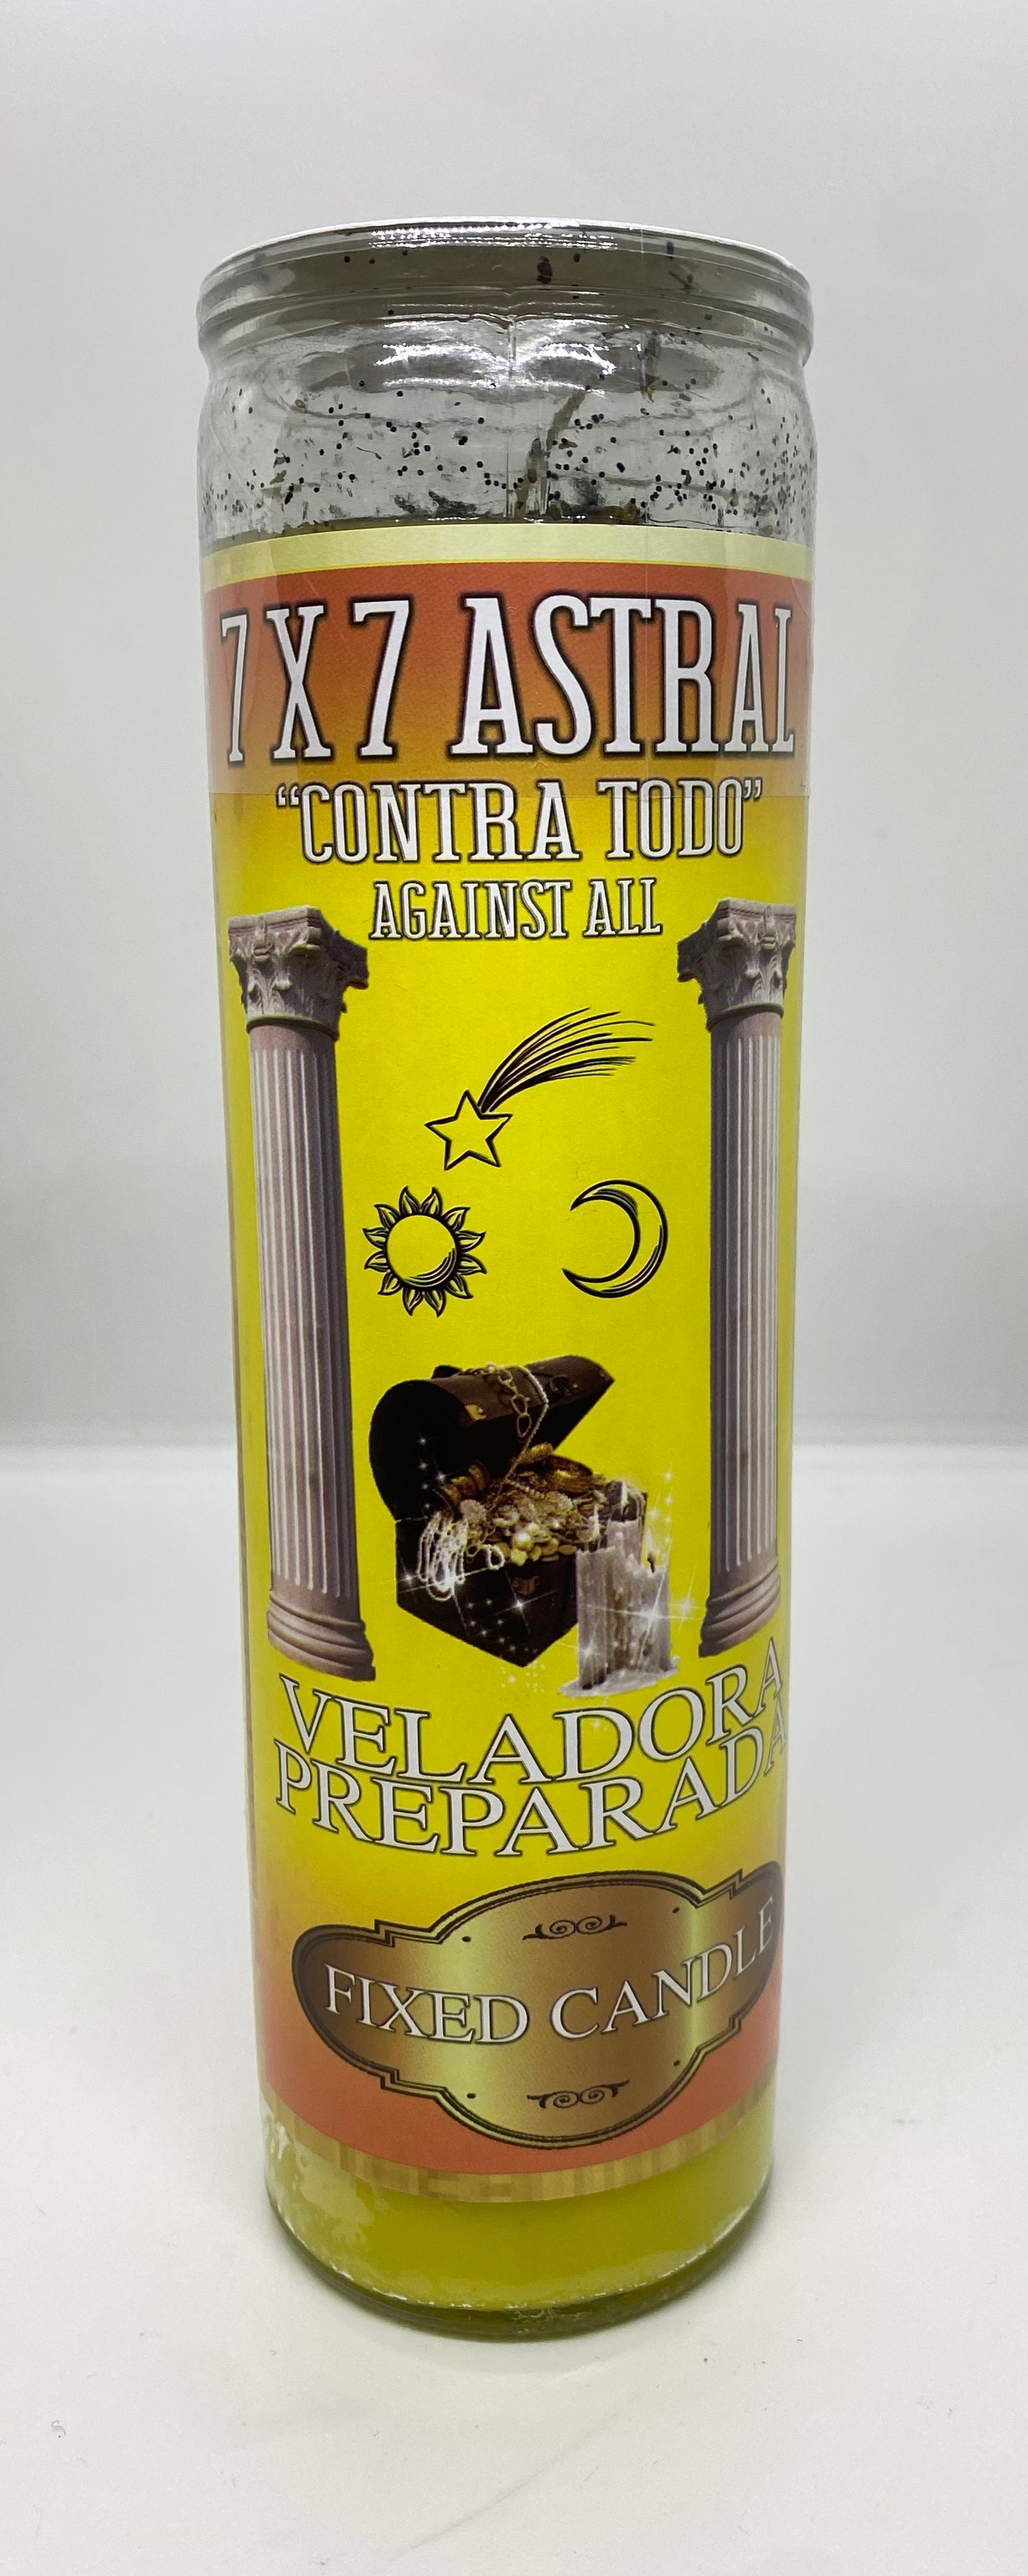 7 X 7 ASTRAL
“CONTRA TODO”
AGAINST ALL
VELADORA
PREPARADA
FIXED CANDLE